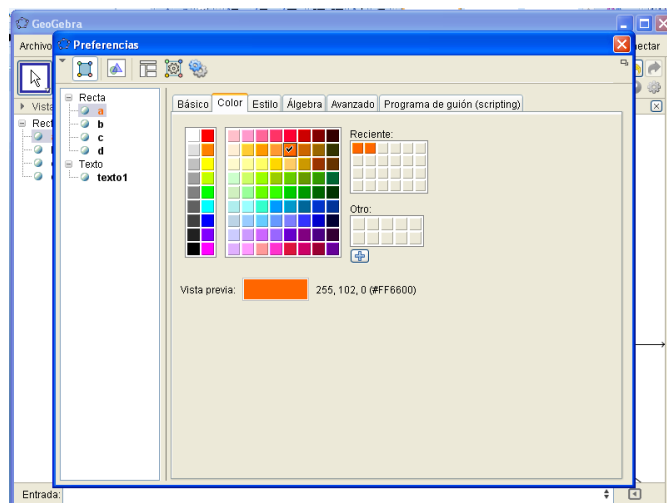 GeoGebra
Archivo
ectar
Preferencias
Vista
Rect
Recta
a
b
c
d
Texto
texto1
Básico Color Estilo Álgebra Avanzado Programa de guión (scripting)
Reciente:
Otro:
Vista previa: 255, 102, 0 (#FF6600)
Entrada: